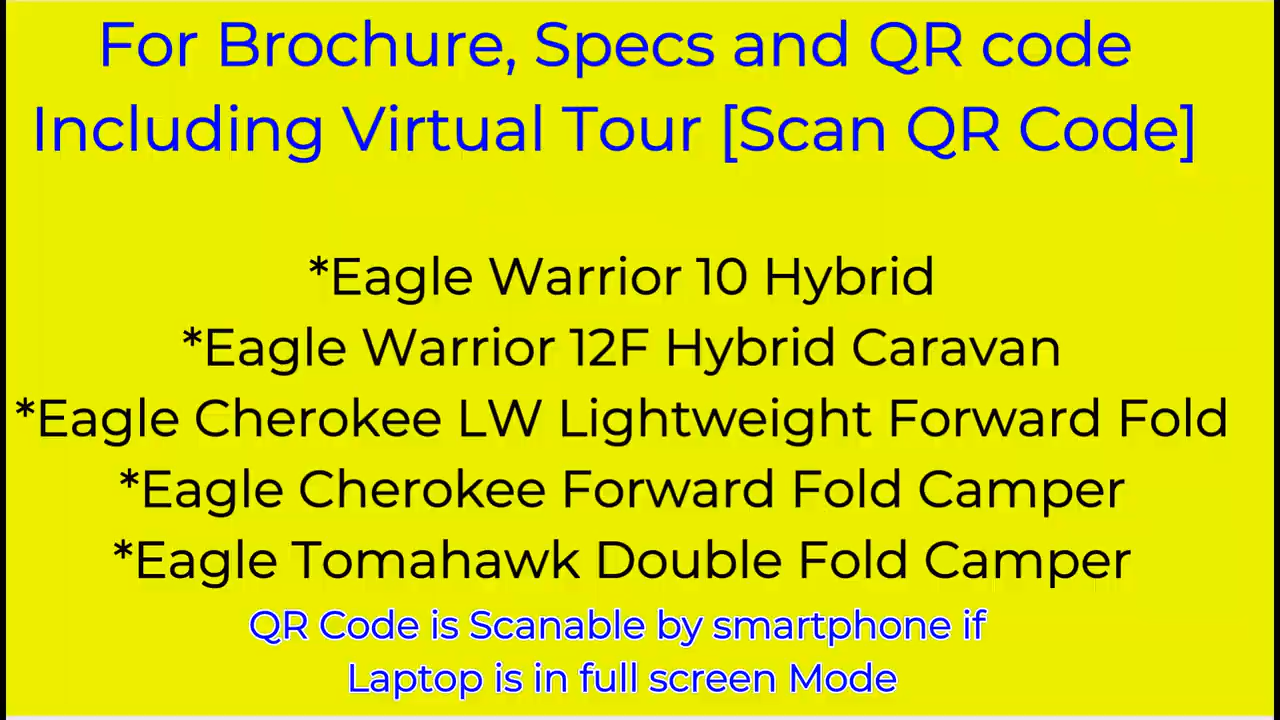 For Brochure, Specs and QR code
Including Virtual Tour [Scan QR Code]
*Eagle Warrior 10 Hybrid
*Eagle Warrior 12F Hybrid Caravan
*Eagle Cherokee LW Lightweight Forward Fold
*Eagle Cherokee Forward Fold Camper
*Eagle Tomahawk Double Fold Camper
QR Code is Scanable by smartphone if
Laptop is in full screen Mode